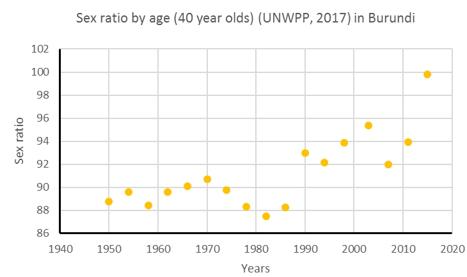 Sex ratio by age (40 year olds) (UNWPP, 2017) in Burundi
102
100
98
96
94
92
90
88
86
Sex ratio
1940 1950 1960 1970 1980 1990 2000 2010 2020
Years